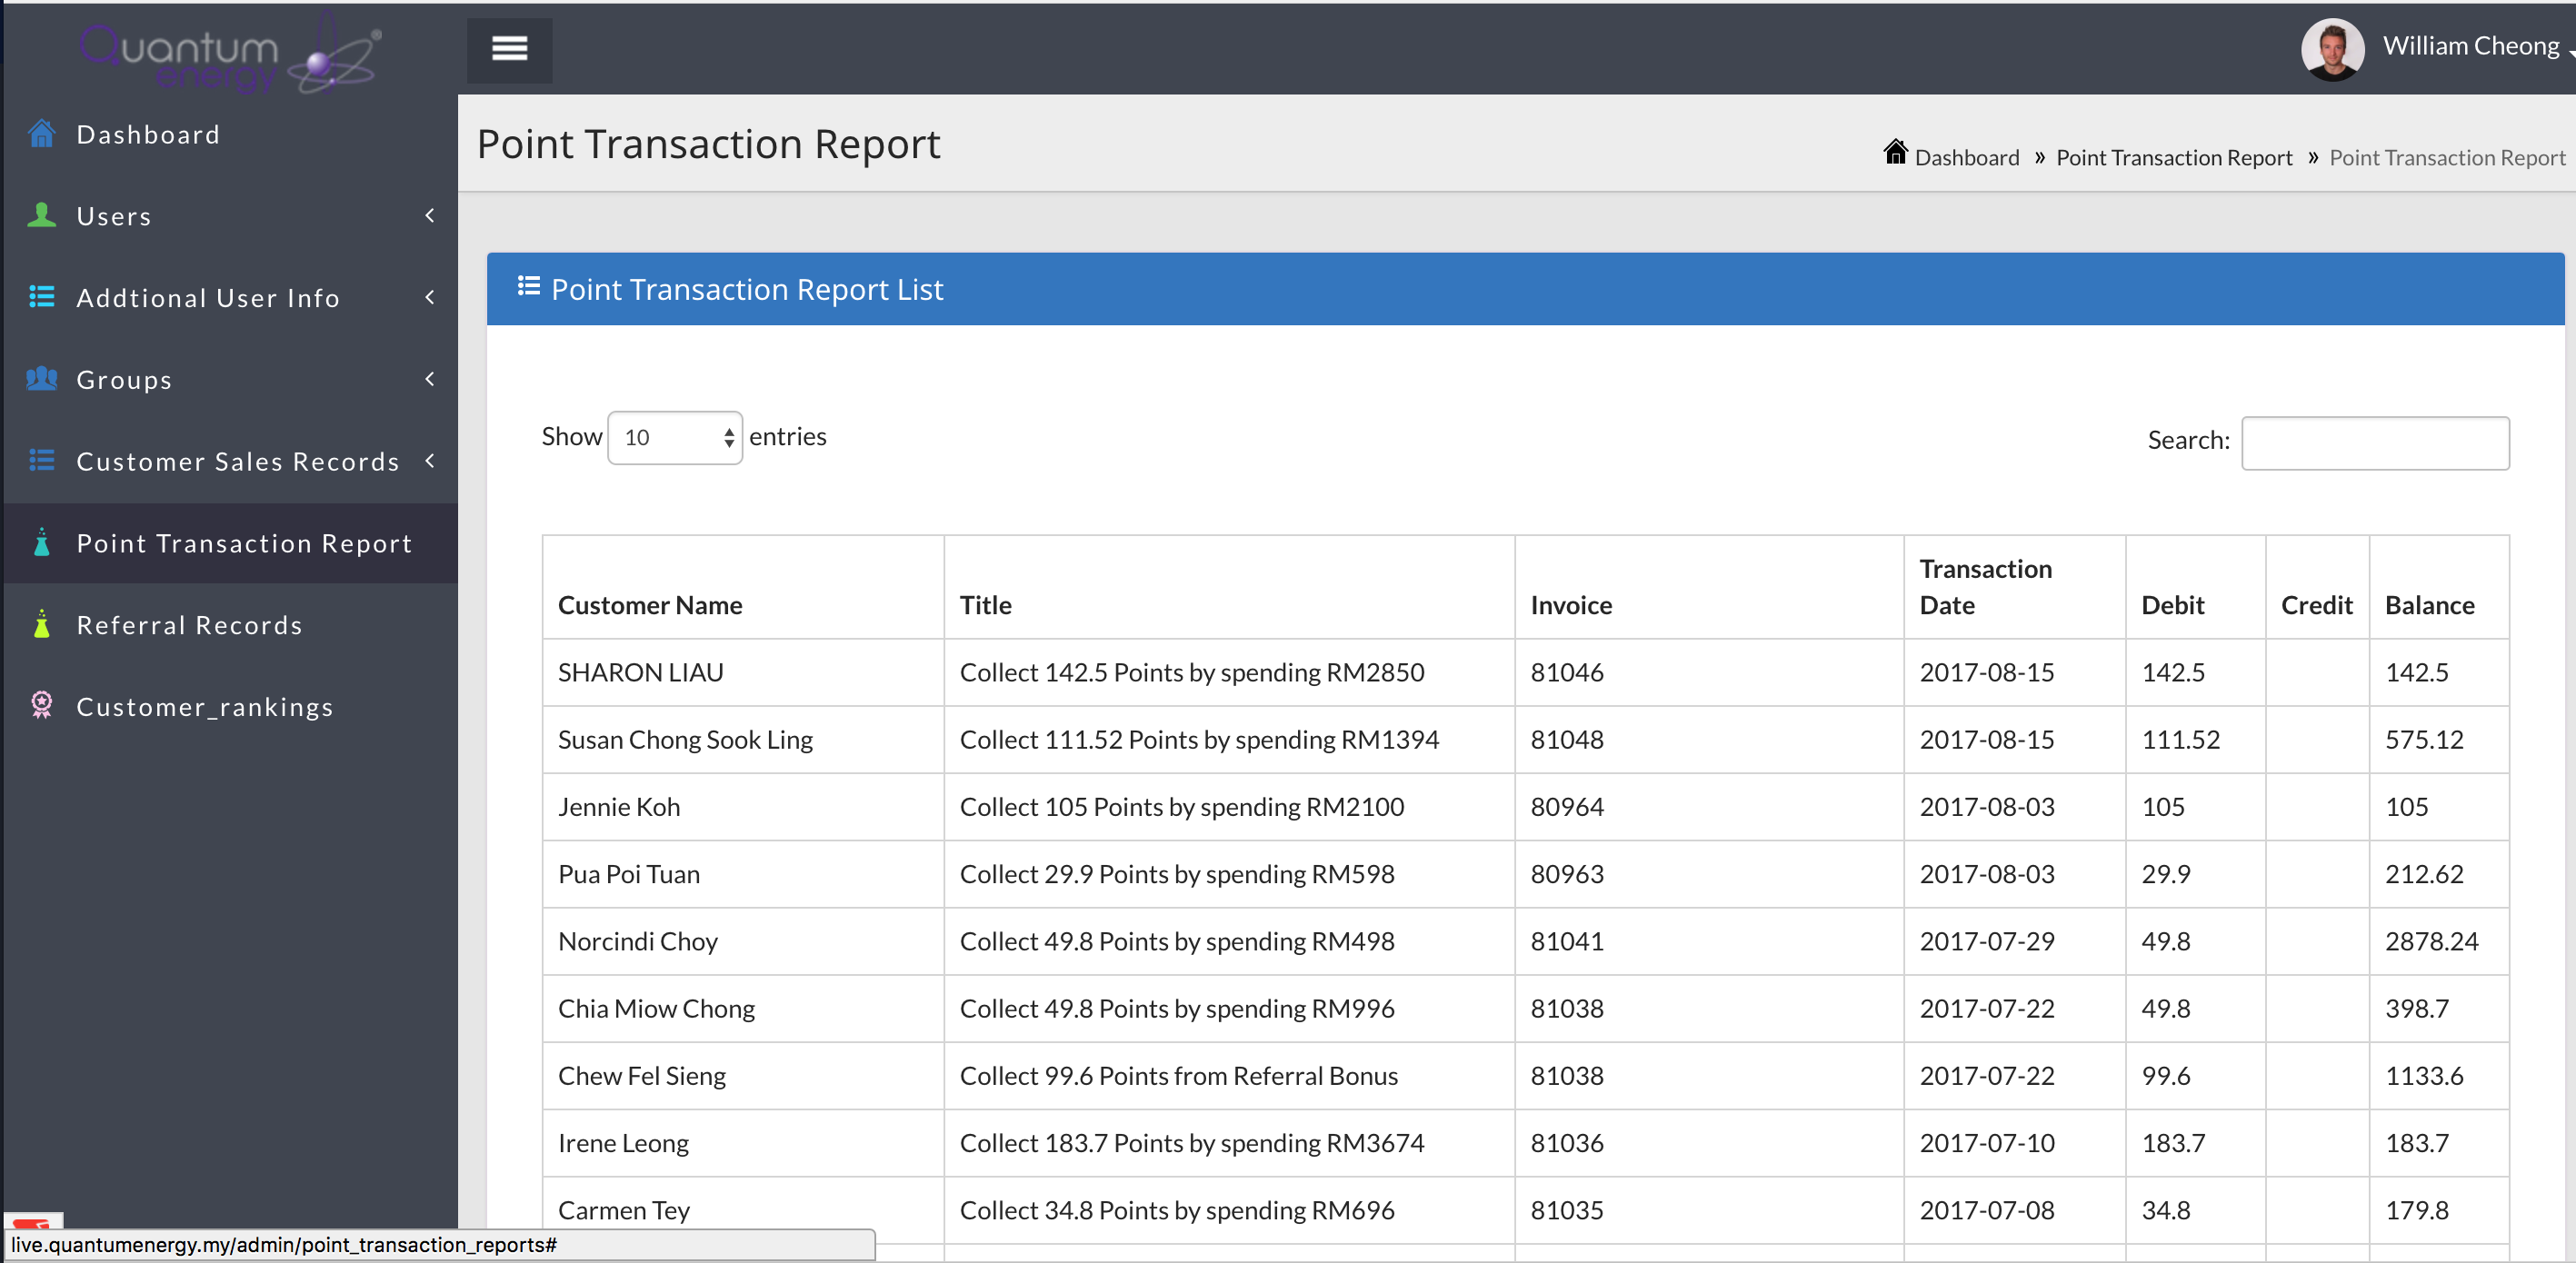 Quantum
energy ®
William Cheong
Dashboard
Users
Addtional User Info
Groups
Customer Sales Records
Point Transaction Report
Referral Records
Customer_rankings
Point Transaction Report
Dashboard » Point Transaction Report » Point Transaction Report
Point Transaction Report List
Show 10 entries
Search:
Customer Name Title Invoice Transaction Date Debit Credit Balance
SHARON LIAU Collect 142.5 Points by spending RM2850 81046 2017-08-15 142.5 142.5
Susan Chong Sook Ling Collect 111.52 Points by spending RM1394 81048 2017-08-15 111.52 575.12
Jennie Koh Collect 105 Points by spending RM2100 80964 2017-08-03 105 105
Pua Poi Tuan Collect 29.9 Points by spending RM598 80963 2017-08-03 29.9 212.62
Norcindi Choy Collect 49.8 Points by spending RM498 81041 2017-07-29 49.8 2878.24
Chia Miow Chong Collect 49.8 Points by spending RM996 81038 2017-07-22 49.8 398.7
Chew Fel Sieng Collect 99.6 Points from Referral Bonus 81038 2017-07-22 99.6 1133.6
Irene Leong Collect 183.7 Points by spending RM3674 81036 2017-07-10 183.7 183.7
Carmen Tey Collect 34.8 Points by spending RM696 81035 2017-07-08 34.8 179.8
live.quantumenergy.my/admin/point_transaction_reports#